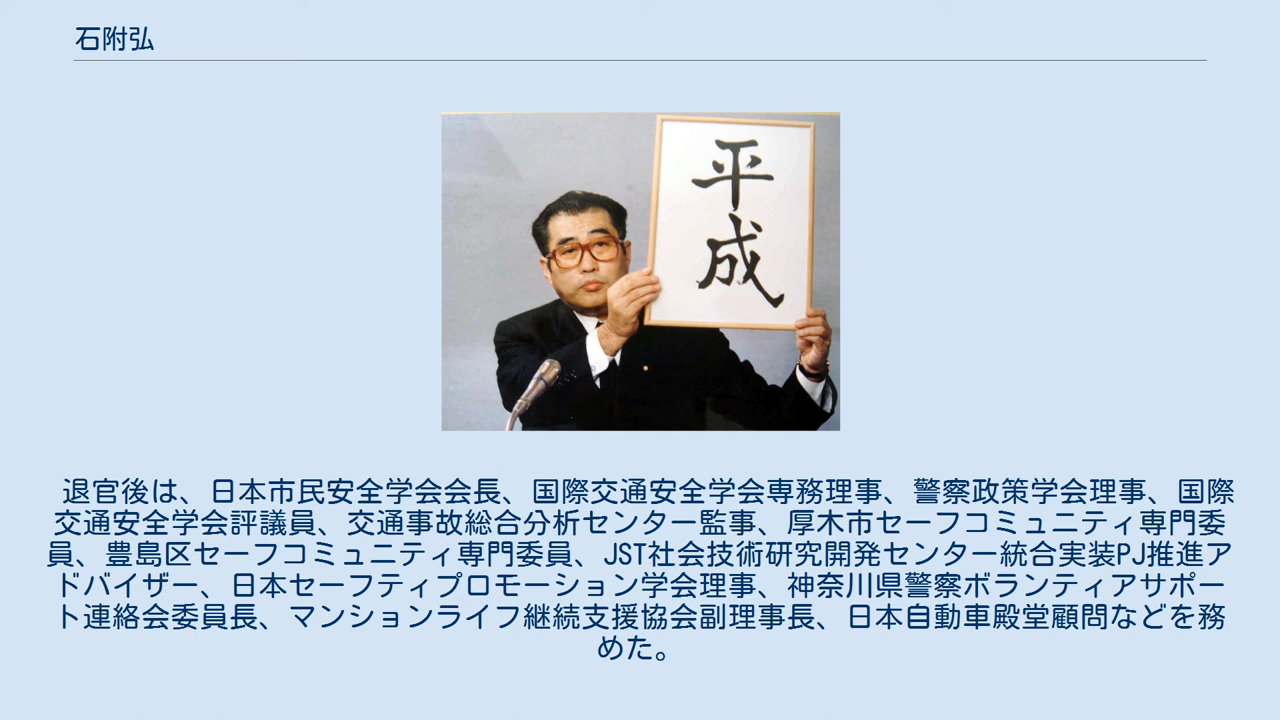 石附弘
平成
退官後は、日本市民安全学会会長、国際交通安全学会専務理事、警察政策学会理事、国際
交通安全学会評議員、交通事故総合分析センター監事、厚木市セーフコミュニティ専門委
員、豊島区セーフコミュニティ専門委員、JST社会技術研究開発センター統合実装PJ推進ア
ドバイザー、日本セーフティプロモーション学会理事、神奈川県警察ボランティアサポー
ト連絡会委員長、マンションライフ継続支援協会副理事長、日本自動車殿堂顧問などを務
めた。